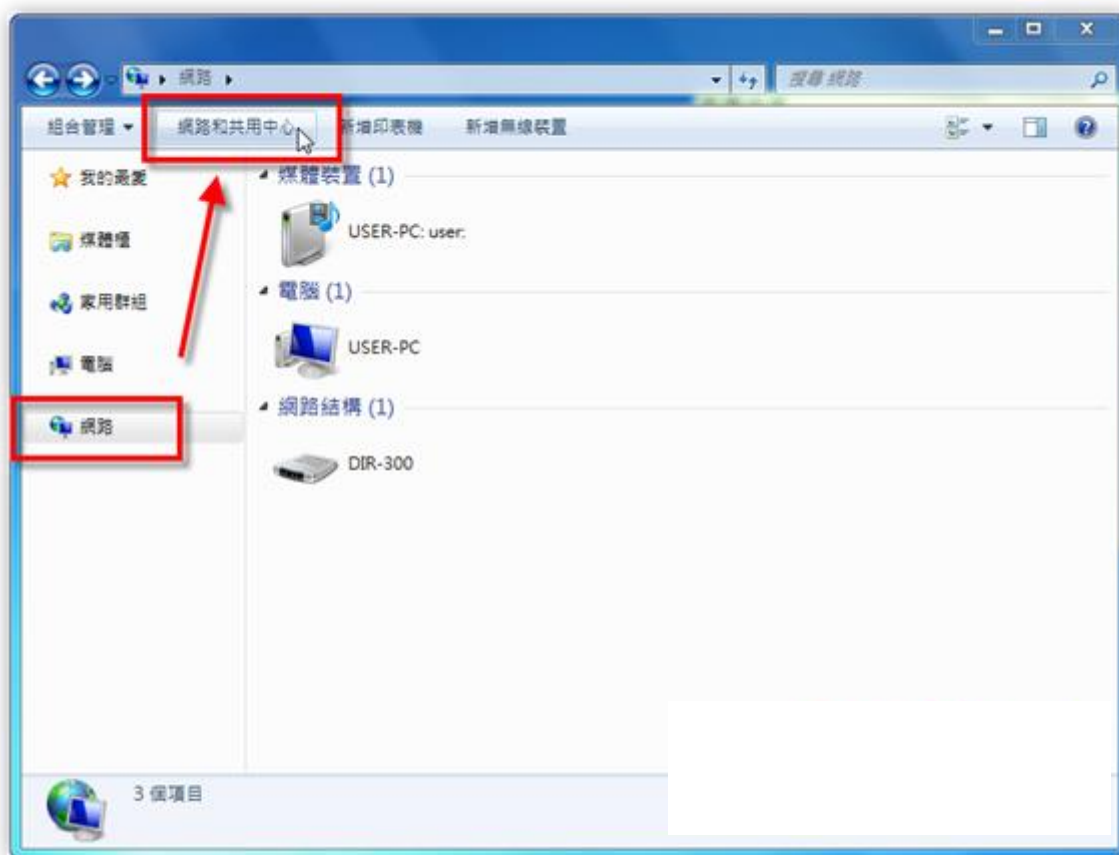 網路
搜尋 網路
組合管理
網路和共用中心
新增印表機
新增無線裝置
我的最愛
媒體櫃
家用群組
電腦
網路
媒體裝置 (1)
USER-PC: user:
電腦 (1)
USER-PC
網路結構 (1)
DIR-300
3 個項目